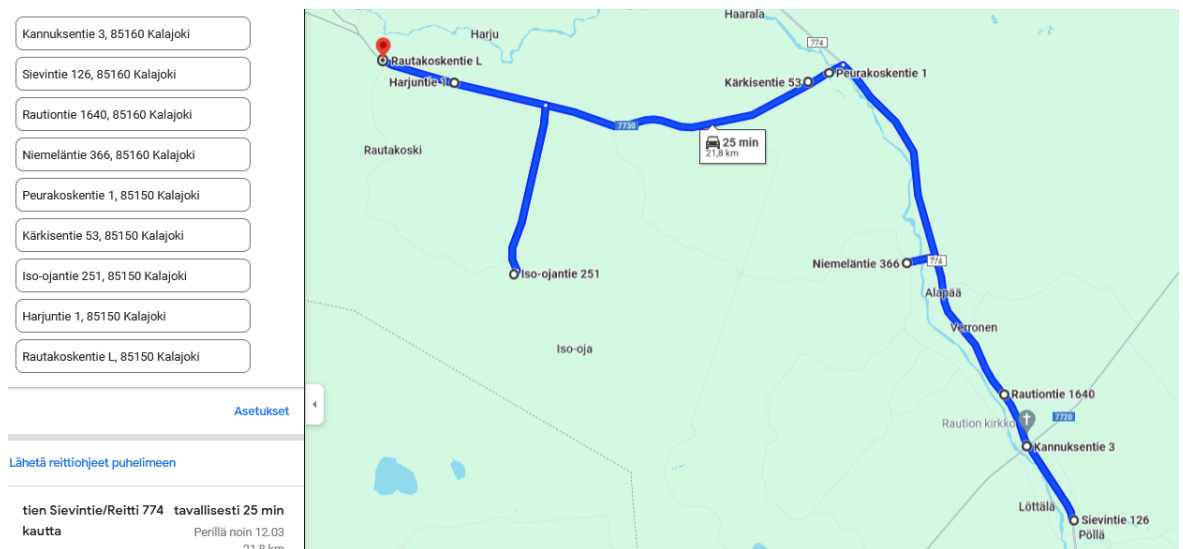 Kannuksentie 3, 85160 Kalajoki
Sievintie 126, 85160 Kalajoki
Rautiontie 1640, 85160 Kalajoki
Niemeläntie 366, 85160 Kalajoki
Peurakoskentie 1, 85150 Kalajoki
Kärkisentie 53, 85150 Kalajoki
Iso-ojantie 251, 85150 Kalajoki
Harjuntie 1, 85150 Kalajoki
Rautakoskentie L, 85150 Kalajoki
Asetukset
Lähetä reittiohjeet puhelimeen
tien Sievintie/Reitti 774 tavallisesti 25 min
kautta
Perillä noin 12.03
21,8 km
Haarala
Harju
774
Rautakoskentie L
Harjuntie 1
Kärkisentie 53
Peurakoskentie 1
7730
25 min
21,8 km
Rautakoski
Iso-ojantie 251
Niemeläntie 366
774
Alapää
Verronen
Iso-oja
Rautiontie 1640
Raution kirkko
7720
Kannuksentie 3
Löttälä
Sievintie 126
Pöllä